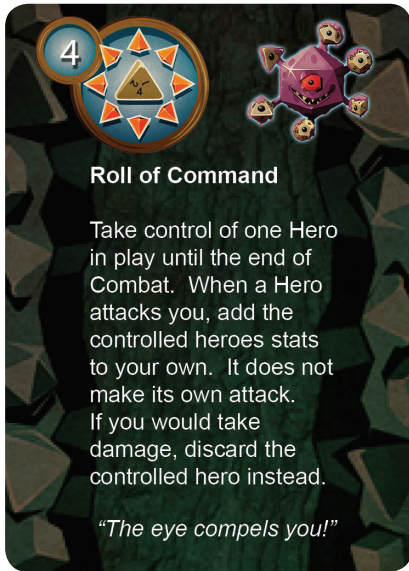 4
4
Roll of Command
Take control of one Hero
in play until the end of
Combat. When a Hero
attacks you, add the
controlled heroes stats
to your own. It does not
make its own attack.
If you would take
damage, discard the
controlled hero instead.
“The eye compels you!”